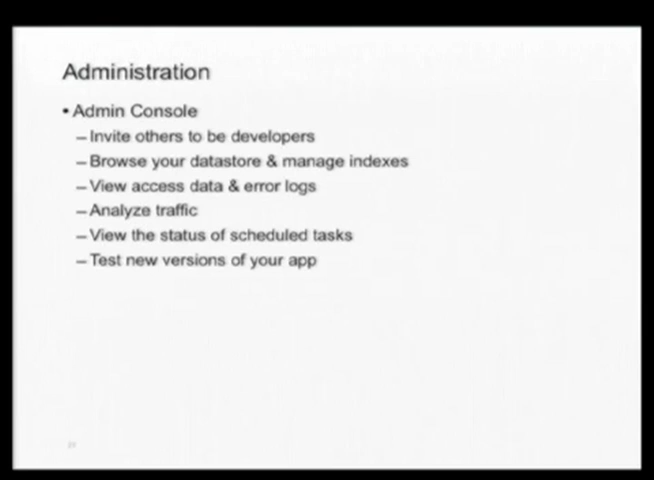 Administration
• Admin Console
– Invite others to be developers
– Browse your datastore & manage indexes
– View access data & error logs
– Analyze traffic
– View the status of scheduled tasks
– Test new versions of your app